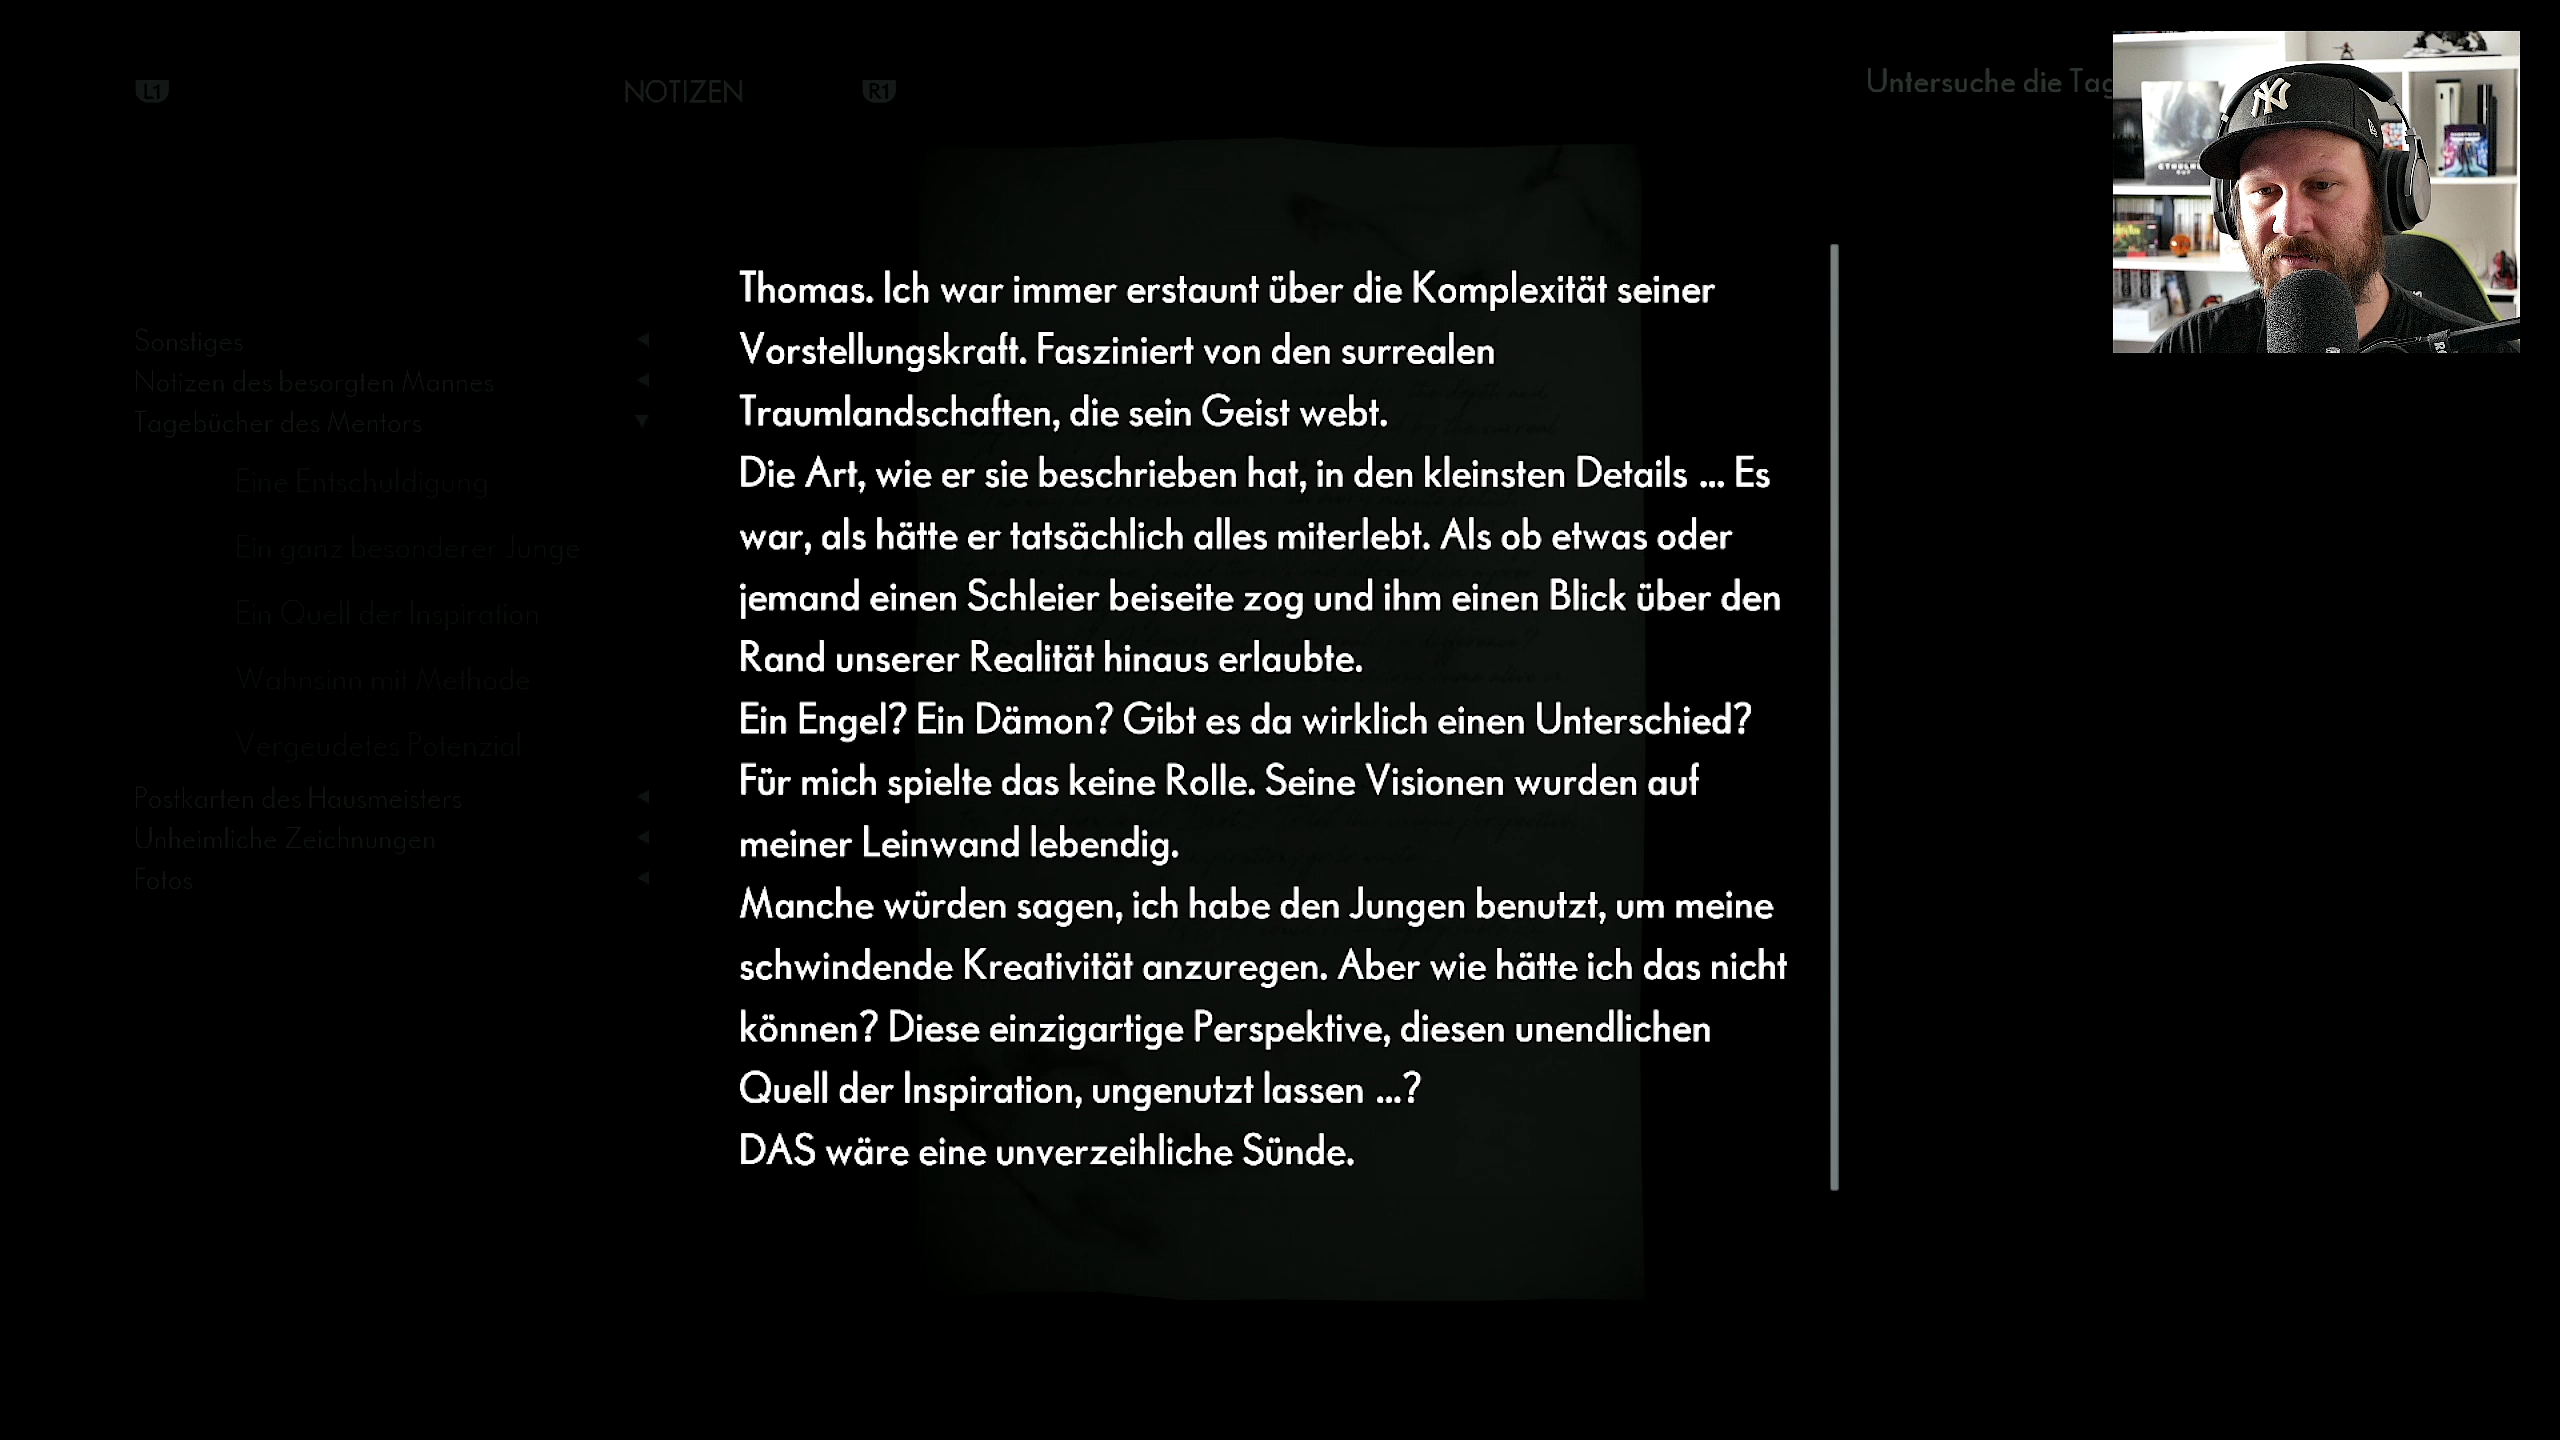 L1
NOTIZEN
R1
Untersuche die Tag
Sonstiges
Notizen des besorgten Mannes
Tagebücher des Mentors
Eine Entschuldigung
Ein ganz besonderer Junge
Ein Quell der Inspiration
Wahnsinn mit Methode
Vergeudetes Potenzial
Postkarten des Hausmeisters
Unheimliche Zeichnungen
Fotos
Thomas. Ich war immer erstaunt über die Komplexität seiner
Vorstellungskraft. Fasziniert von den surrealen
Traumlandschaften, die sein Geist webt.
Die Art, wie er sie beschrieben hat, in den kleinsten Details ... Es
war, als hätte er tatsächlich alles miterlebt. Als ob etwas oder
jemand einen Schleier beiseite zog und ihm einen Blick über den
Rand unserer Realität hinaus erlaubte.
Ein Engel? Ein Dämon? Gibt es da wirklich einen Unterschied?
Für mich spielte das keine Rolle. Seine Visionen wurden auf
meiner Leinwand lebendig.
Manche würden sagen, ich habe den Jungen benutzt, um meine
schwindende Kreativität anzuregen. Aber wie hätte ich das nicht
können? Diese einzigartige Perspektive, diesen unendlichen
Quell der Inspiration, ungenutzt lassen ...?
DAS wäre eine unverzeihliche Sünde.